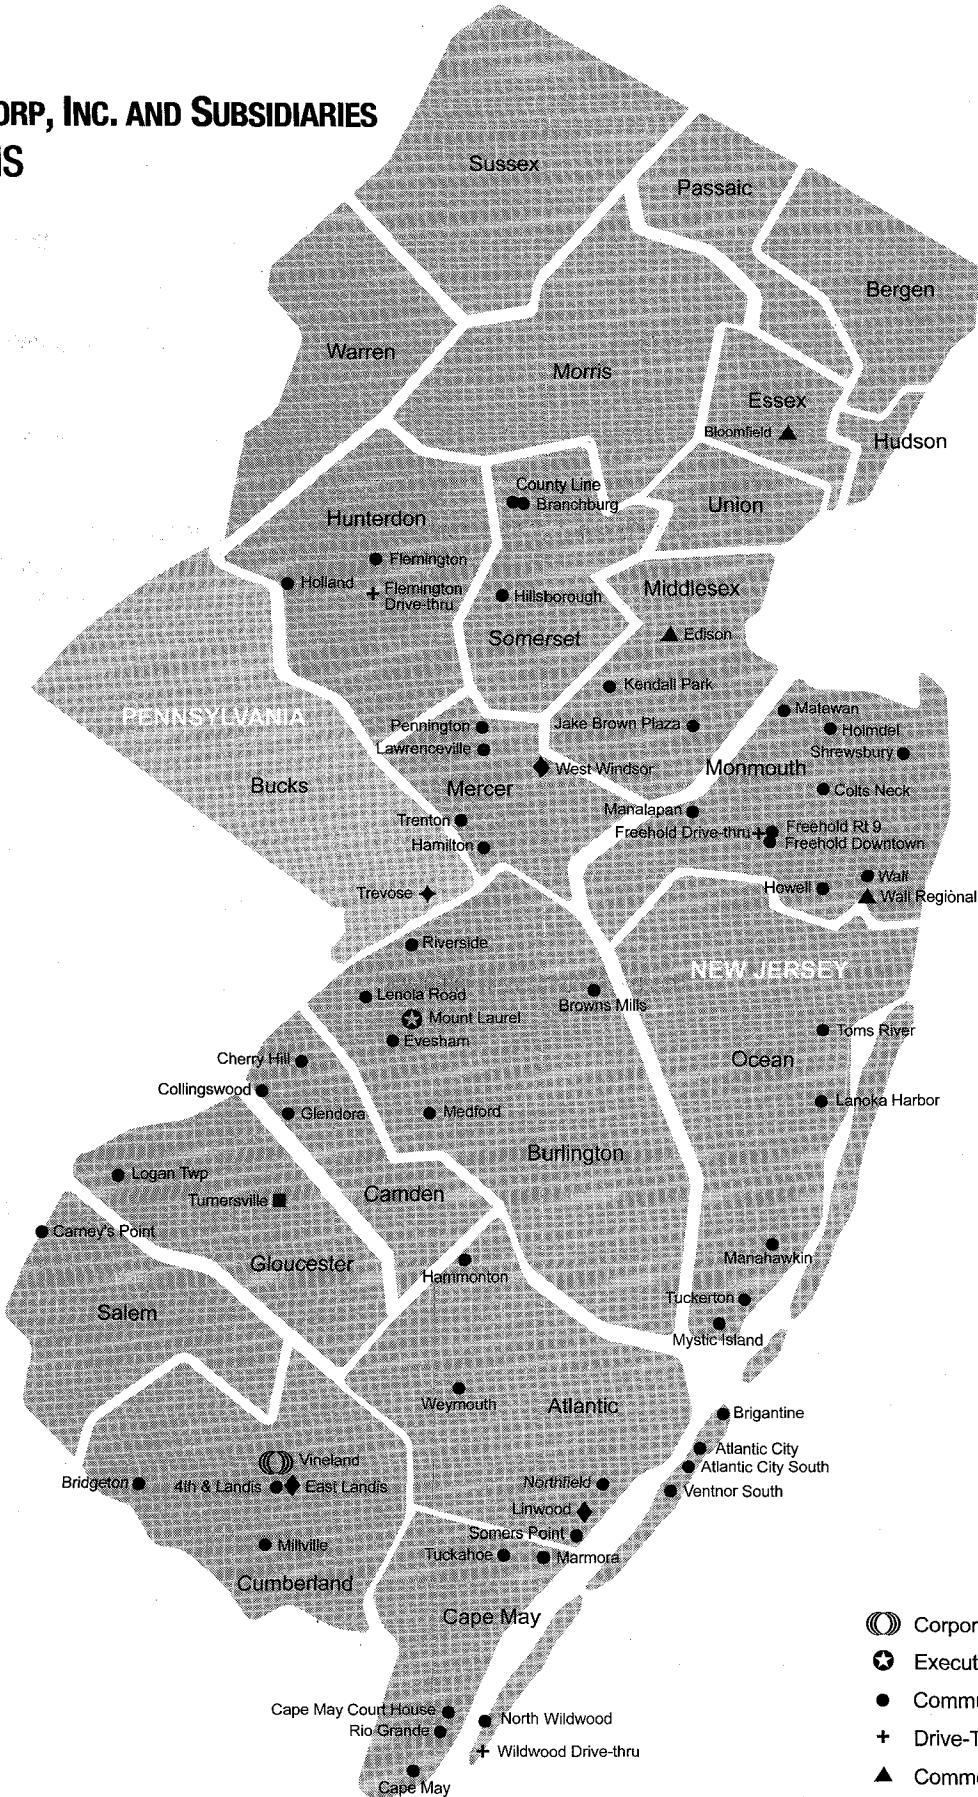 ORP, INC. AND SUBSIDIARIES
NS
Sussex
Passaic
Bergen
Warren
Morris
Essex
Bloomfield
Hudson
County Line
Branchburg
Union
Hunterdon
Flemington
Holland
Flemington
Drive-thru
Hillsborough
Middlesex
Somerset
Edison
Kendall Park
PENNSYLVANIA
Pennington
Jake Brown Plaza
Matawan
Holmdel
Lawrenceville
Shrewsbury
West Windsor
Monmouth
Bucks
Mercer
Colts Neck
Trenton
Manalapan
Freehold Drive-thru
Freehold Rt 9
Hamilton
Freehold Downtown
Wall
Trevose
Howell
Wall Regional
Riverside
NEW JERSEY
Lenola Road
Browns Mills
Mount Laurel
Evesham
Toms River
Cherry Hill
Ocean
Collingswood
Glendora
Medford
Lanoka Harbor
Burlington
Logan Twp
Turnersville
Camden
Carney's Point
Gloucester
Hammonton
Manahawkin
Salem
Tuckerton
Mystic Island
Weymouth
Atlantic
Brigantine
Atlantic City
Vineland
Atlantic City South
Bridgeton
4th & Landis
East Landis
Northfield
Ventnor South
Linwood
Somers Point
Millville
Tuckahoe
Marmora
Cumberland
Cape May
Corpor
Execut
Cape May Court House
North Wildwood
Commu
Rio Grande
Wildwood Drive-thru
Drive-T
Cape May
Comme